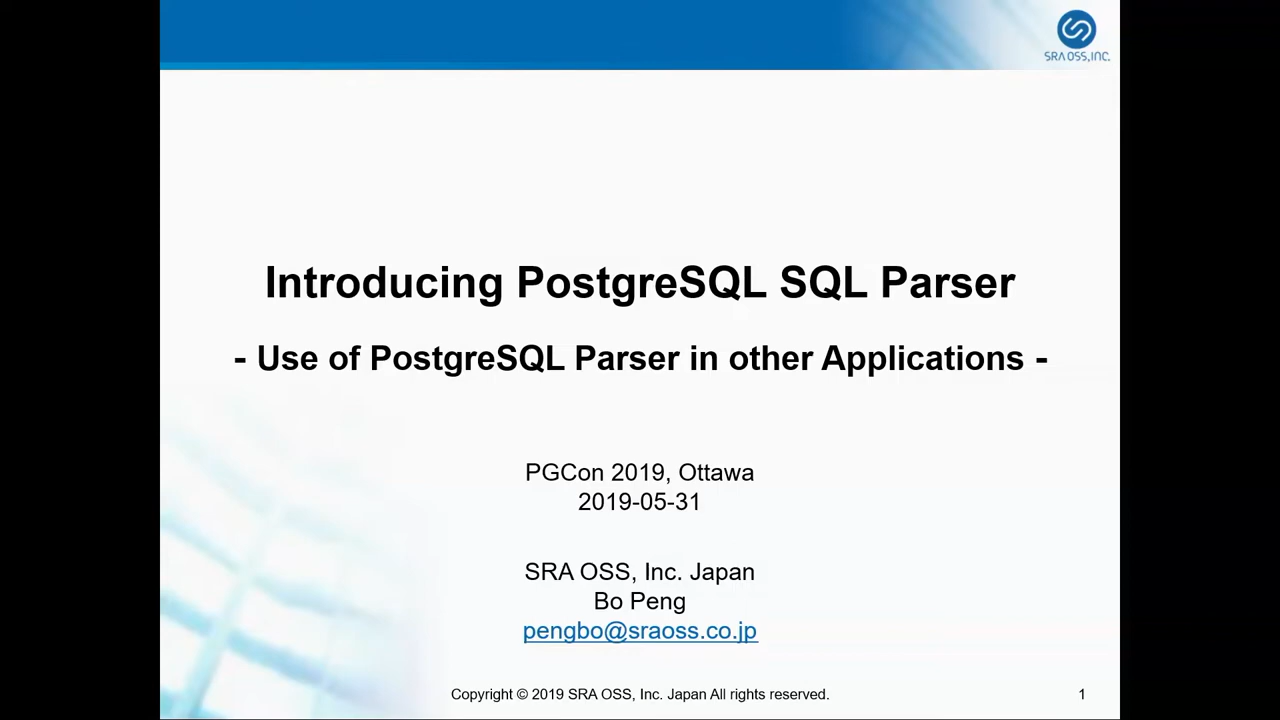 SRA OSS, INC.
Introducing PostgreSQL SQL Parser
- Use of PostgreSQL Parser in other Applications -
PGCon 2019, Ottawa
2019-05-31
SRA OSS, Inc. Japan
Bo Peng
pengbo@sraoss.co.jp
Copyright © 2019 SRA OSS, Inc. Japan All rights reserved.
1